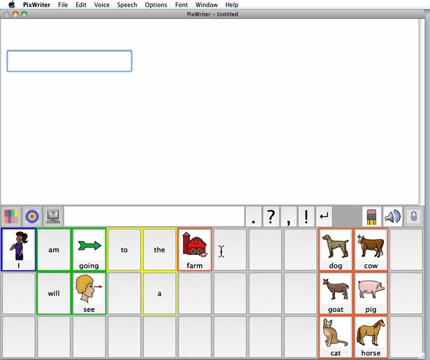 PixWriter File Edit Voice Speech Options Font Window Help
PixWriter – Untitled
. ? , ! ↵
I am going to the farm dog cow
will see a goat pig
cat horse